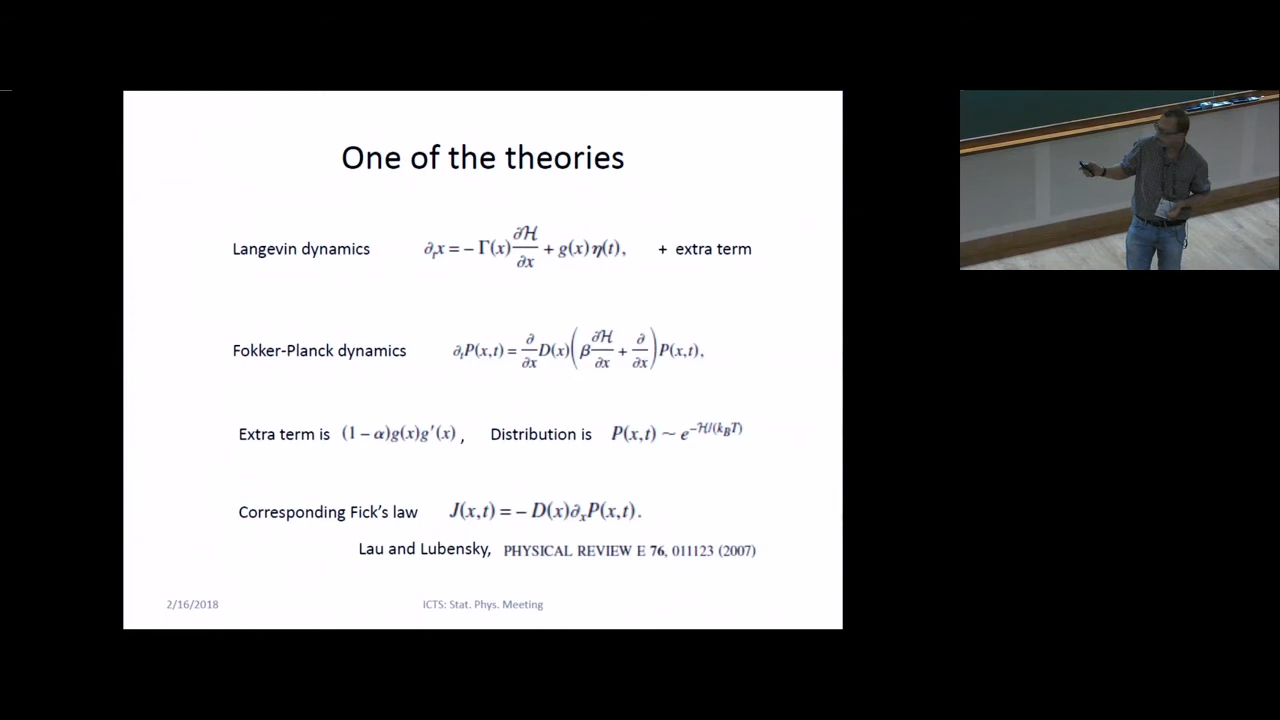 One of the theories
Langevin dynamics ∂ₜx = − Γ(x) ∂ℋ/∂x + g(x)η(t), + extra term
Fokker-Planck dynamics ∂ₜP(x,t) = ∂/∂x D(x)(β ∂ℋ/∂x + ∂/∂x)P(x,t),
Extra term is (1 − α)g(x)g′(x) , Distribution is P(x,t) ~ e^{−ℋ/(k_BT)}
Corresponding Fick's law J(x,t) = − D(x)∂ₓP(x,t).
Lau and Lubensky, PHYSICAL REVIEW E 76, 011123 (2007)
2/16/2018 ICTS: Stat. Phys. Meeting